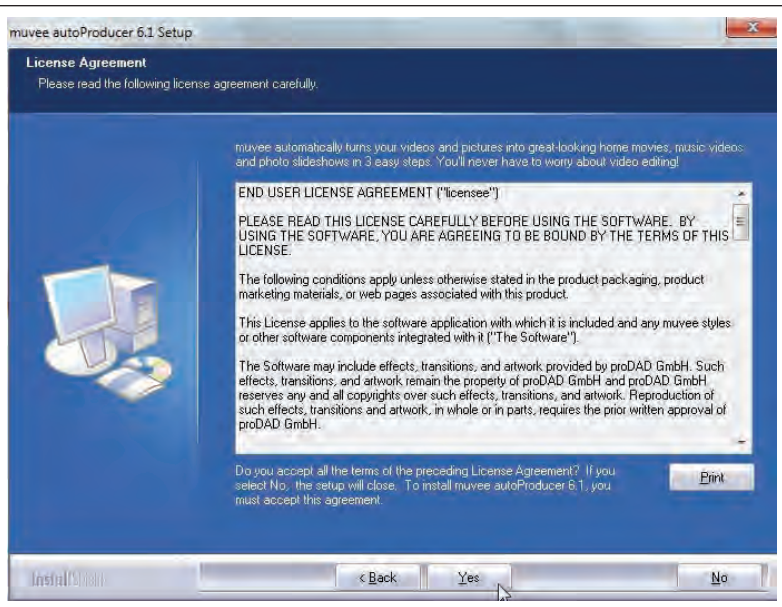 muvee autoProducer 6.1 Setup
License Agreement
Please read the following license agreement carefully.
muvee automatically turns your videos and pictures into great-looking home movies, music videos
and photo slideshows in 3 easy steps. You'll never have to worry about video editing!
END USER LICENSE AGREEMENT ("licensee")
PLEASE READ THIS LICENSE CAREFULLY BEFORE USING THE SOFTWARE. BY
USING THE SOFTWARE, YOU ARE AGREEING TO BE BOUND BY THE TERMS OF THIS
LICENSE.
The following conditions apply unless otherwise stated in the product packaging, product
marketing materials, or web pages associated with this product.
This License applies to the software application with which it is included and any muvee styles
or other software components integrated with it ("The Software").
The Software may include effects, transitions, and artwork provided by proDAD GmbH. Such
effects, transitions, and artwork remain the property of proDAD GmbH and proDAD GmbH
reserves any and all copyrights over such effects, transitions, and artwork. Reproduction of
such effects, transitions and artwork, in whole or in parts, requires the prior written approval of
proDAD GmbH.
Do you accept all the terms of the preceding License Agreement? If you
select No, the setup will close. To install muvee autoProducer 6.1, you
must accept this agreement.
Print
InstallShield
< Back
Yes
No